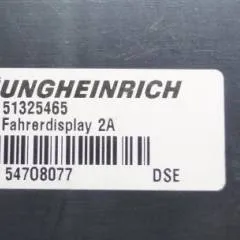 UNGHEINRICH
51325465
Fahrerdisplay 2A
54708077 DSE